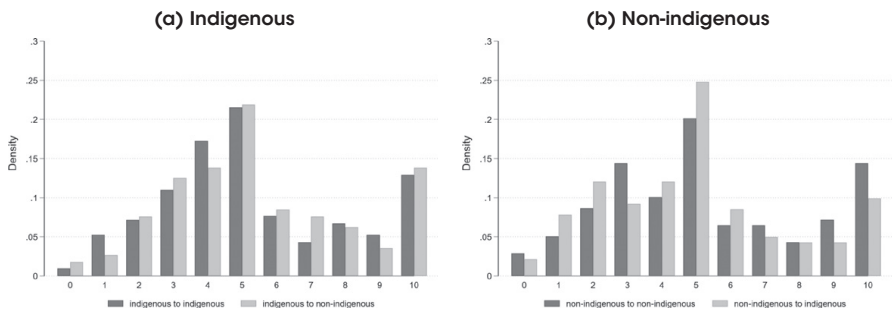 (a) Indigenous
(b) Non-indigenous
.3
.25
.2
.15
.1
.05
0
Density
0 1 2 3 4 5 6 7 8 9 10
indigenous to indigenous indigenous to non-indigenous
.3
.25
.2
.15
.1
.05
0
Density
0 1 2 3 4 5 6 7 8 9 10
non-indigenous to non-indigenous non-indigenous to indigenous